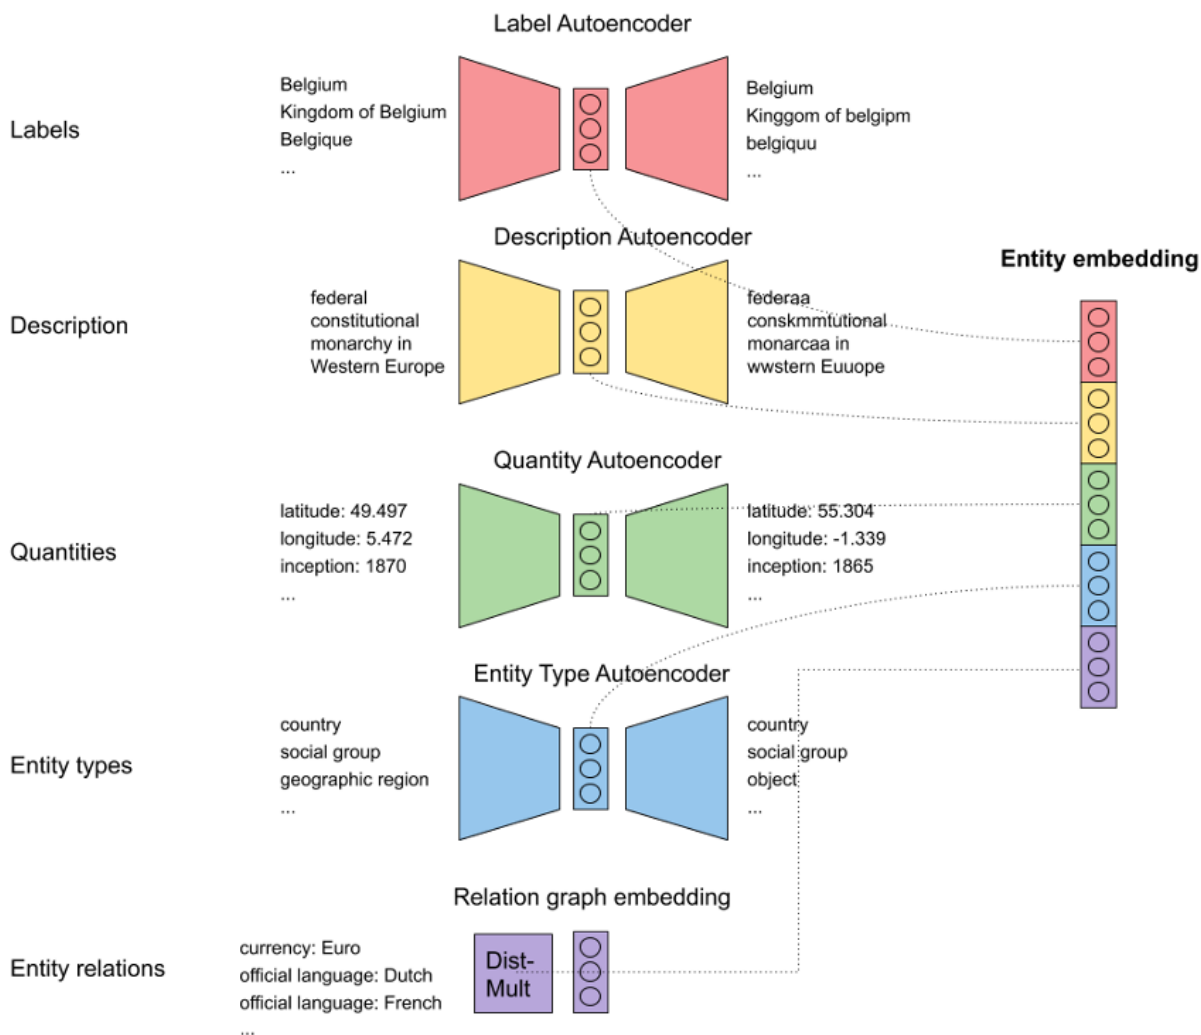 Label Autoencoder
Labels
Belgium
Kingdom of Belgium
Belgique
...
Belgium
Kinggom of belgipm
belgiquu
...
Description Autoencoder
Description
federal
constitutional
monarchy in
Western Europe
federaa
conskmmtutional
monarcaa in
wwstern Euuope
Entity embedding
Quantity Autoencoder
Quantities
latitude: 49.497
longitude: 5.472
inception: 1870
...
latitude: 55.304
longitude: -1.339
inception: 1865
...
Entity Type Autoencoder
Entity types
country
social group
geographic region
...
country
social group
object
...
Relation graph embedding
Entity relations
currency: Euro
official language: Dutch
official language: French
...
Dist-
Mult